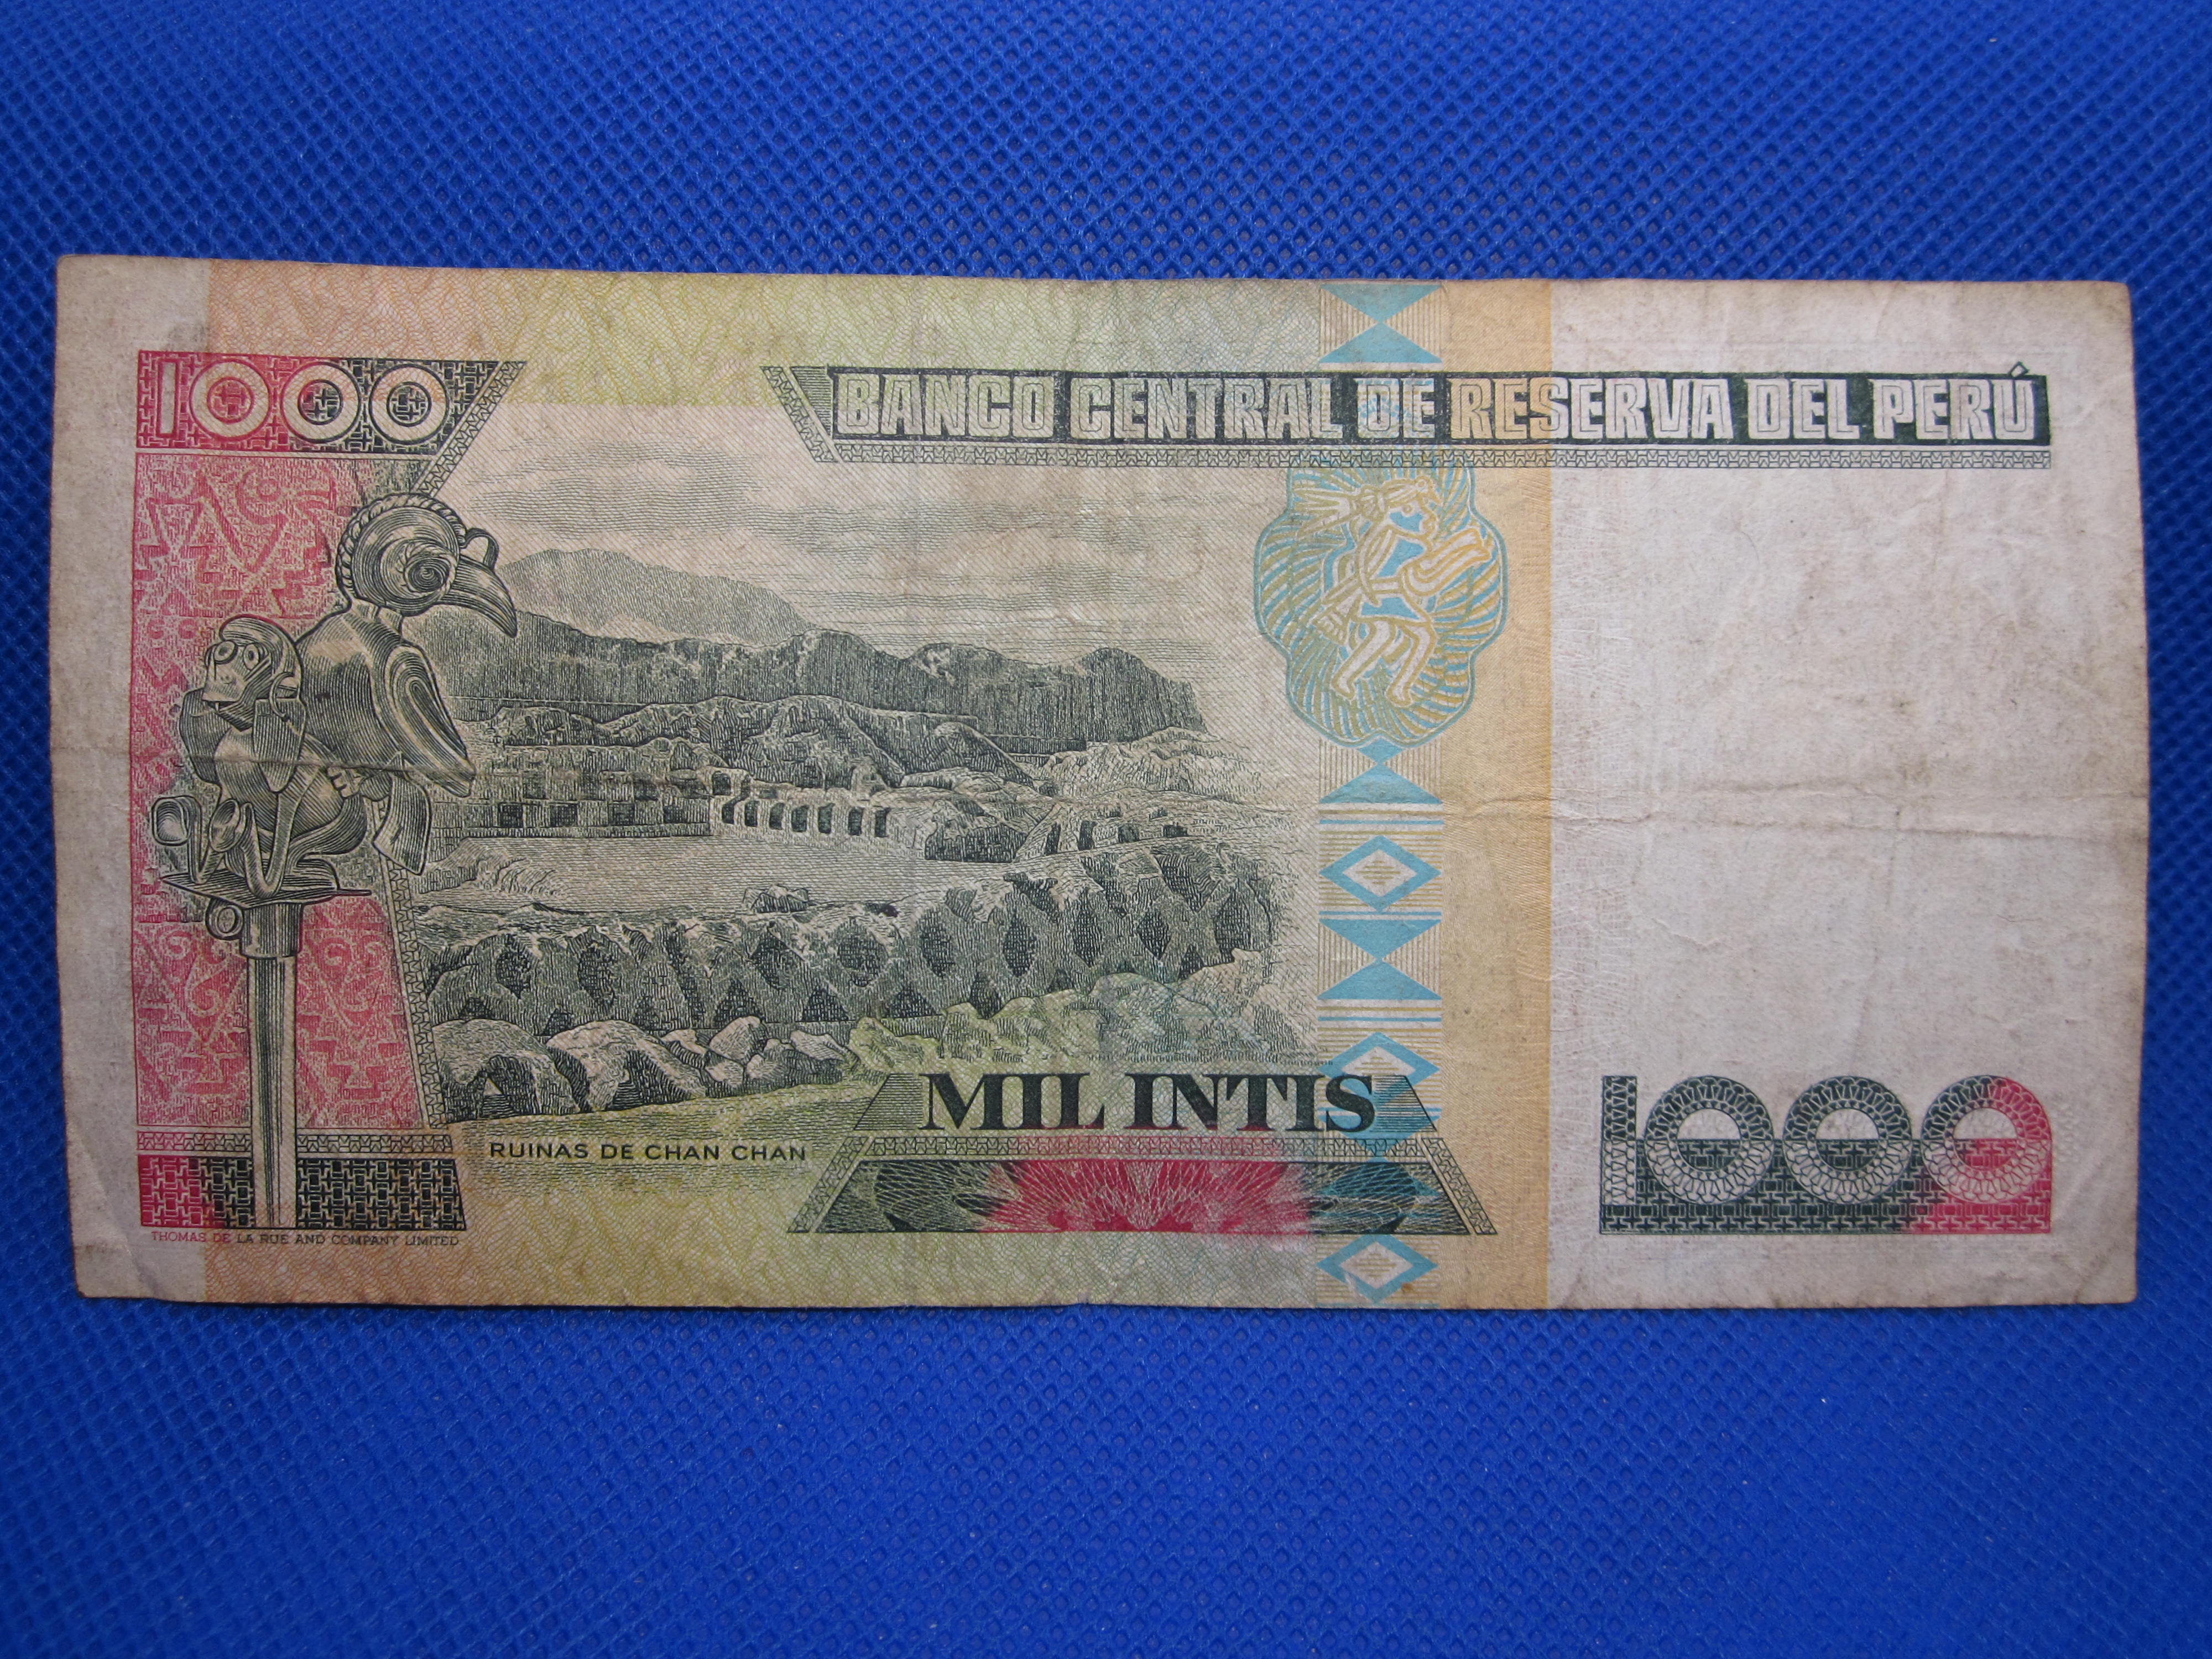 1000
BANCO CENTRAL DE RESERVA DEL PERÚ
MIL INTIS
RUINAS DE CHAN CHAN
1000
THOMAS DE LA RUE AND COMPANY LIMITED